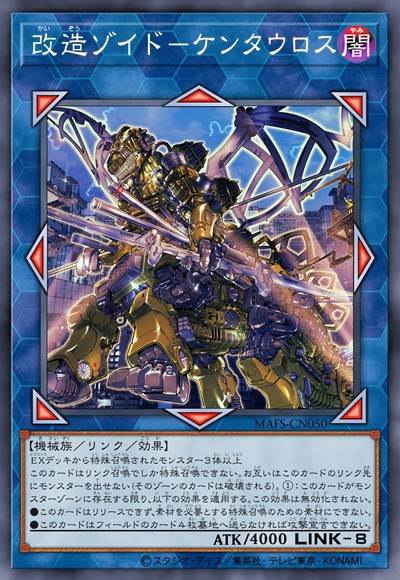 改造ゾイド－ケンタウロス 闇
MAFS-CN050
【機械族／リンク／効果】
EXデッキから特殊召喚されたモンスター3体以上
このカードはリンク召喚でしか特殊召喚できない。お互いはこのカードのリンク先
にモンスターを出せない(そのゾーンのカードは破壊される)。①：このカードがモン
スターゾーンに存在する限り、以下の効果を適用する。この効果は無効化されない。
●このカードはリリースできず、素材を必要とする特殊召喚のための素材にできない。
●このカードはフィールドのカード4枚墓地へ送らなければ攻撃宣言できない。
ATK/4000 LINK-8
©スタジオ・ダイス／集英社・テレビ東京・KONAMI